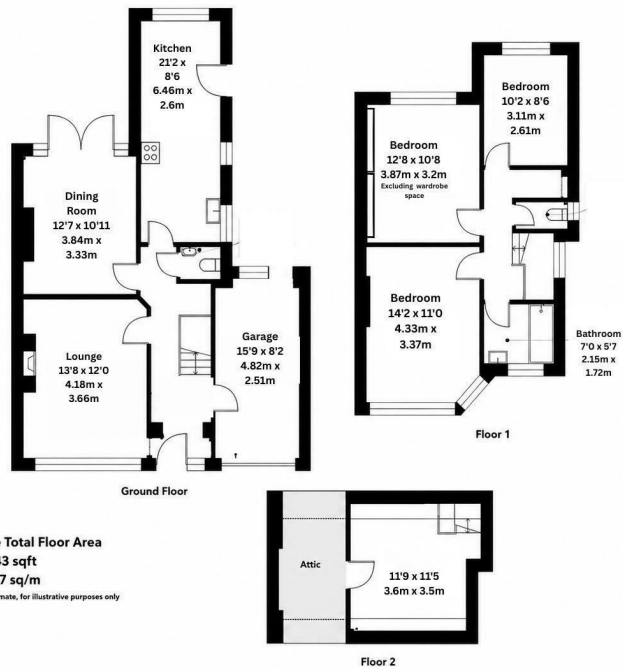 Kitchen
21'2 x
8'6
6.46m x
2.6m
Dining
Room
12'7 x 10'11
3.84m x
3.33m
Lounge
13'8 x 12'0
4.18m x
3.66m
Garage
15'9 x 8'2
4.82m x
2.51m
Ground Floor
Bedroom
10'2 x 8'6
3.11m x
2.61m
Bedroom
12'8 x 10'8
3.87m x 3.2m
Excluding wardrobe
space
Bedroom
14'2 x 11'0
4.33m x
3.37m
Bathroom
7'0 x 5'7
2.15m x
1.72m
Floor 1
Total Floor Area
sqft
sq/m
for illustrative purposes only
Attic
11'9 x 11'5
3.6m x 3.5m
Floor 2